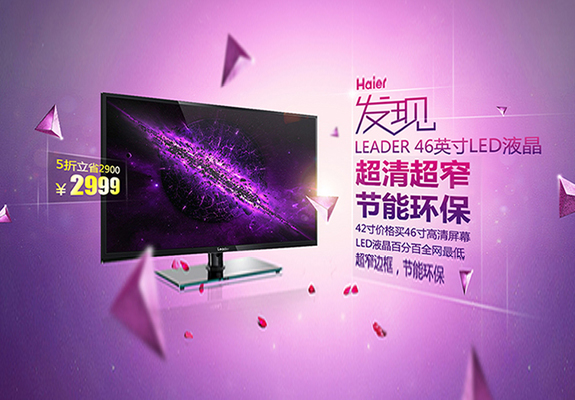 Haier
发现
LEADER 46英寸LED液晶
超清超窄
节能环保
42寸价格买46寸高清屏幕
LED液晶百分百全网最低
超窄边框，节能环保
5折立省2900
￥2999
Leader